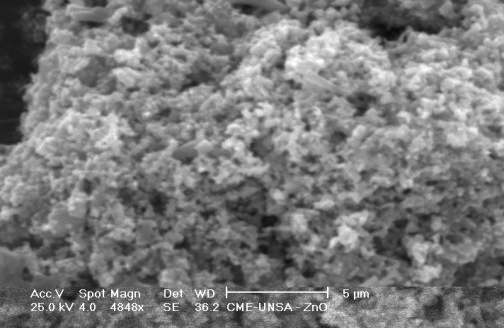 Acc.V Spot Magn Det WD 5 µm
25.0 kV 4.0 4848x SE 36.2 CME-UNSA - ZnO